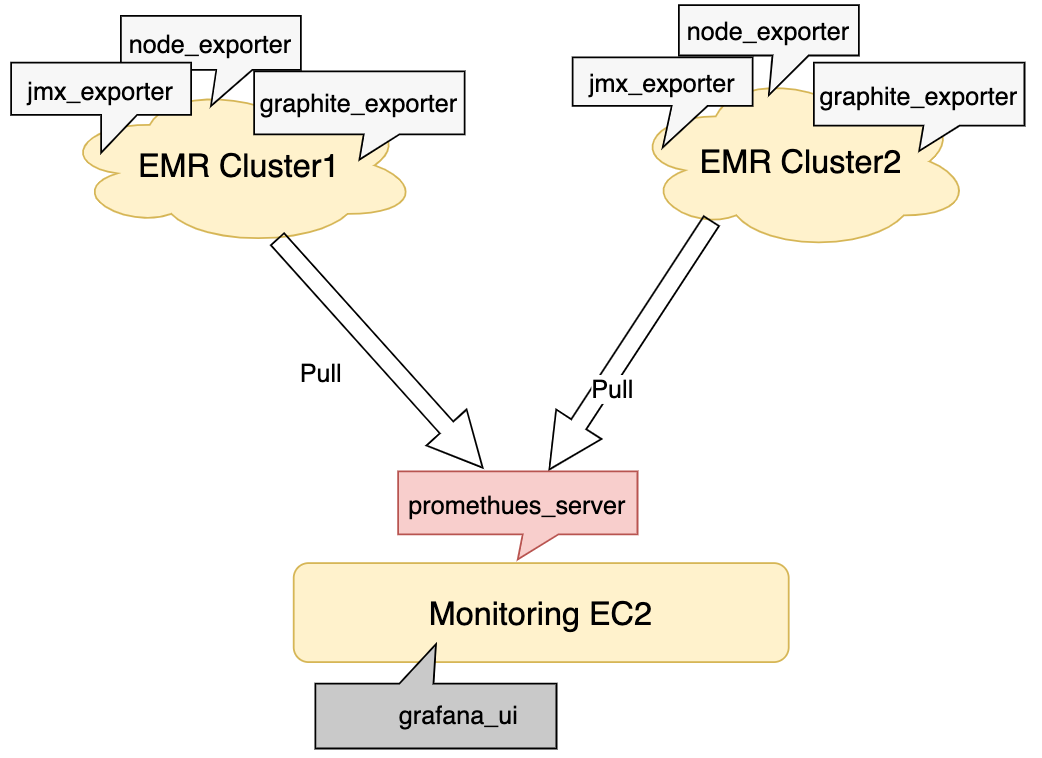 node_exporter
jmx_exporter
graphite_exporter
EMR Cluster1
node_exporter
jmx_exporter
graphite_exporter
EMR Cluster2
Pull
Pull
promethues_server
Monitoring EC2
grafana_ui